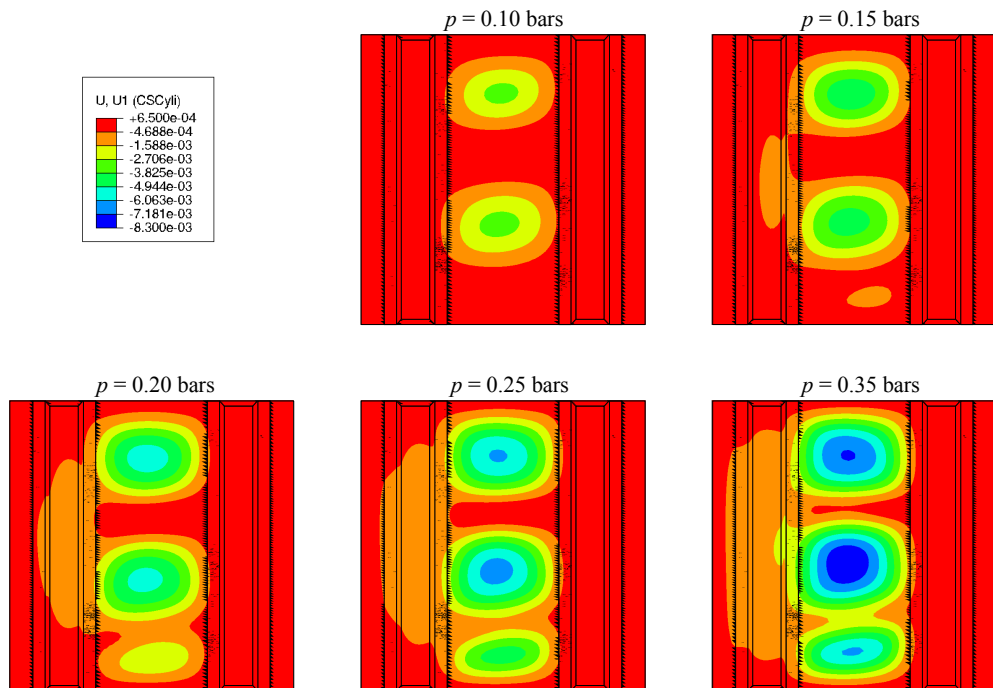 p = 0.10 bars
p = 0.15 bars
U, U1 (CSCyli)
+6.500e-04
-4.688e-04
-1.588e-03
-2.706e-03
-3.825e-03
-4.944e-03
-6.063e-03
-7.181e-03
-8.300e-03
p = 0.20 bars
p = 0.25 bars
p = 0.35 bars